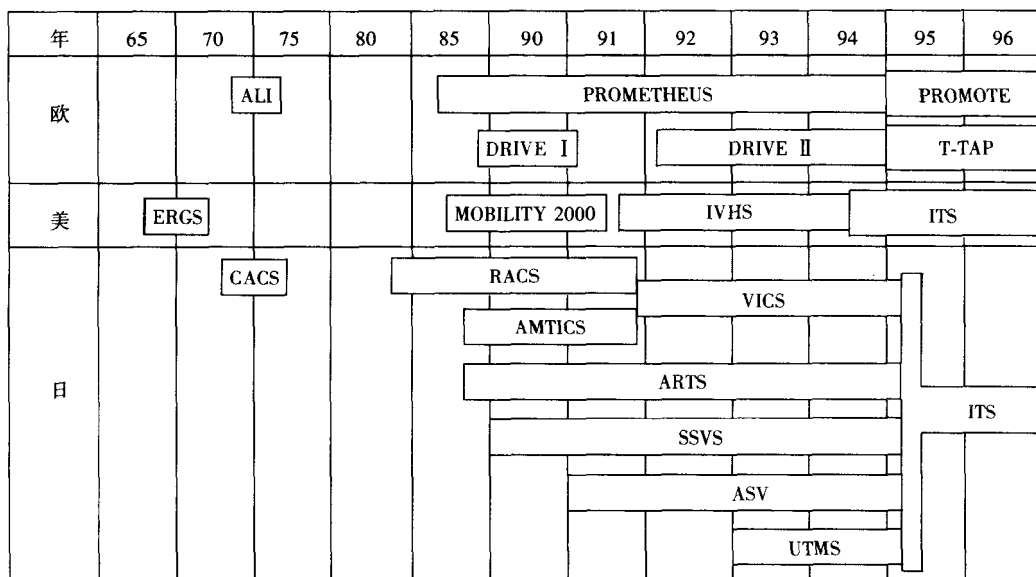 年 65 70 75 80 85 90 91 92 93 94 95 96
欧
ALI PROMETHEUS PROMOTE
DRIVE Ⅰ DRIVE Ⅱ T-TAP
美 ERGS MOBILITY 2000 IVHS ITS
CACS RACS
VICS
AMTICS
日 ARTS
ITS
SSVS
ASV
UTMS